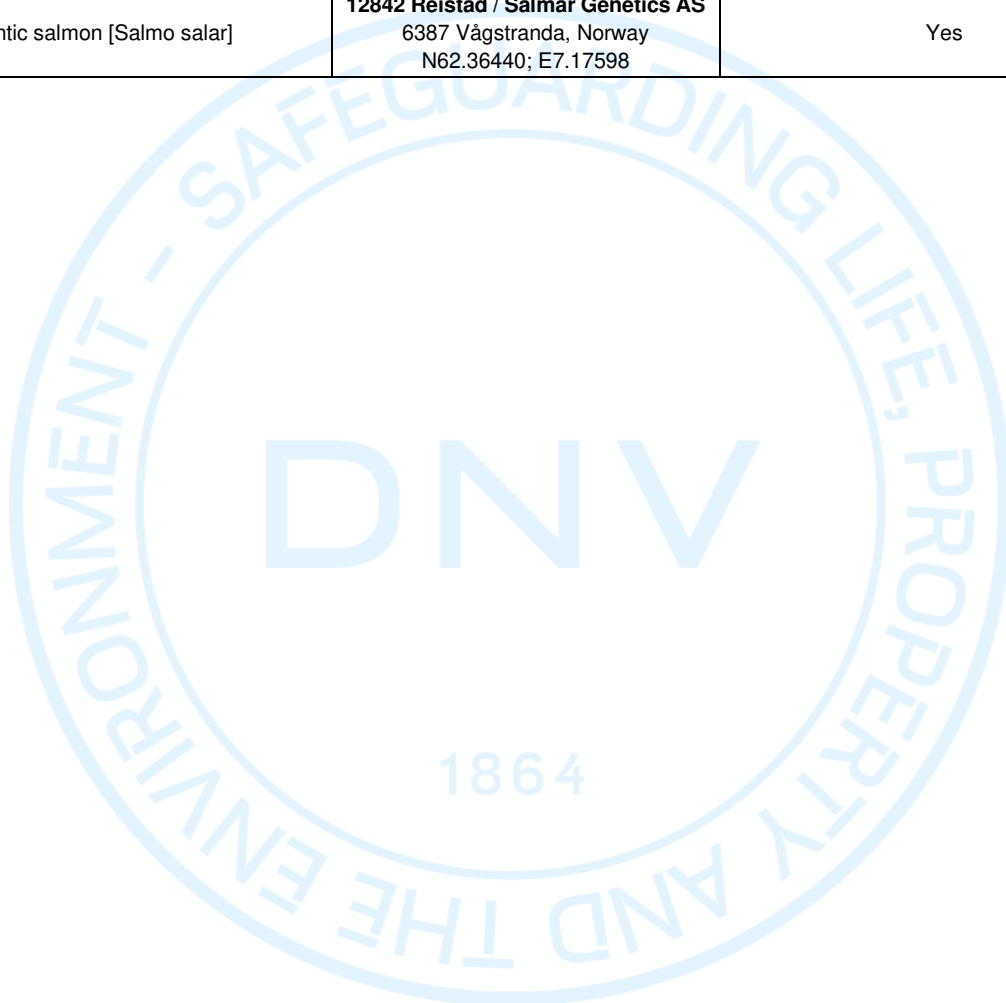 12842 Reistad / Salmar Genetics AS
ntic salmon [Salmo salar]
6387 Vågstranda, Norway
Yes
N62.36440; E7.17598
SAFEGUARDING LIFE, PROPERTY AND THE ENVIRONMENT -
DNV
1864